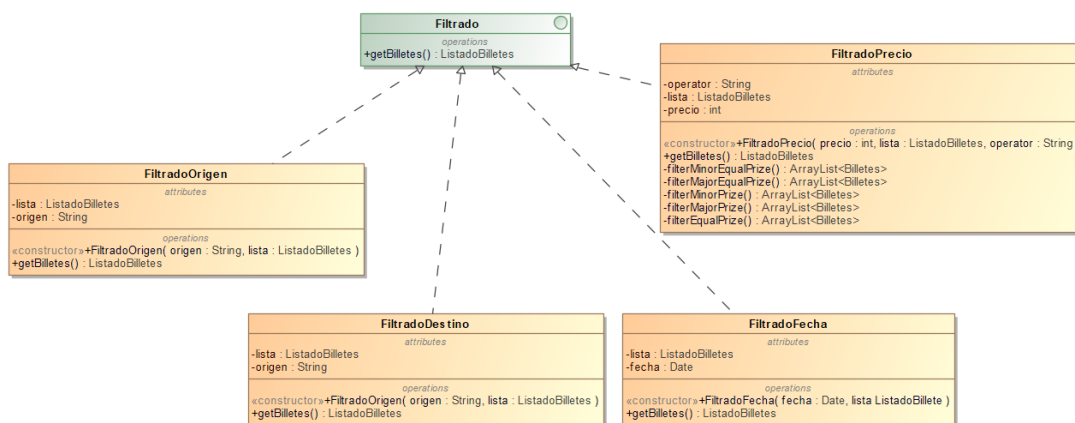 Filtrado
operations
+getBilletes() : ListadoBilletes
FiltradoPrecio
attributes
-operator : String
-lista : ListadoBilletes
-precio : int
operations
«constructor»+FiltradoPrecio( precio : int, lista : ListadoBilletes, operator : String
+getBilletes() : ListadoBilletes
-filterMinorEqualPrize() : ArrayList<Billetes>
-filterMajorEqualPrize() : ArrayList<Billetes>
-filterMinorPrize() : ArrayList<Billetes>
-filterMajorPrize() : ArrayList<Billetes>
-filterEqualPrize() : ArrayList<Billetes>
FiltradoOrigen
attributes
-lista : ListadoBilletes
-origen : String
operations
«constructor»+FiltradoOrigen( origen : String, lista : ListadoBilletes )
+getBilletes() : ListadoBilletes
FiltradoDestino
attributes
-lista : ListadoBilletes
-origen : String
operations
«constructor»+FiltradoOrigen( origen : String, lista : ListadoBilletes )
+getBilletes() : ListadoBilletes
FiltradoFecha
attributes
-lista : ListadoBilletes
-fecha : Date
operations
«constructor»+FiltradoFecha( fecha : Date, lista ListadoBillete )
+getBilletes() : ListadoBilletes